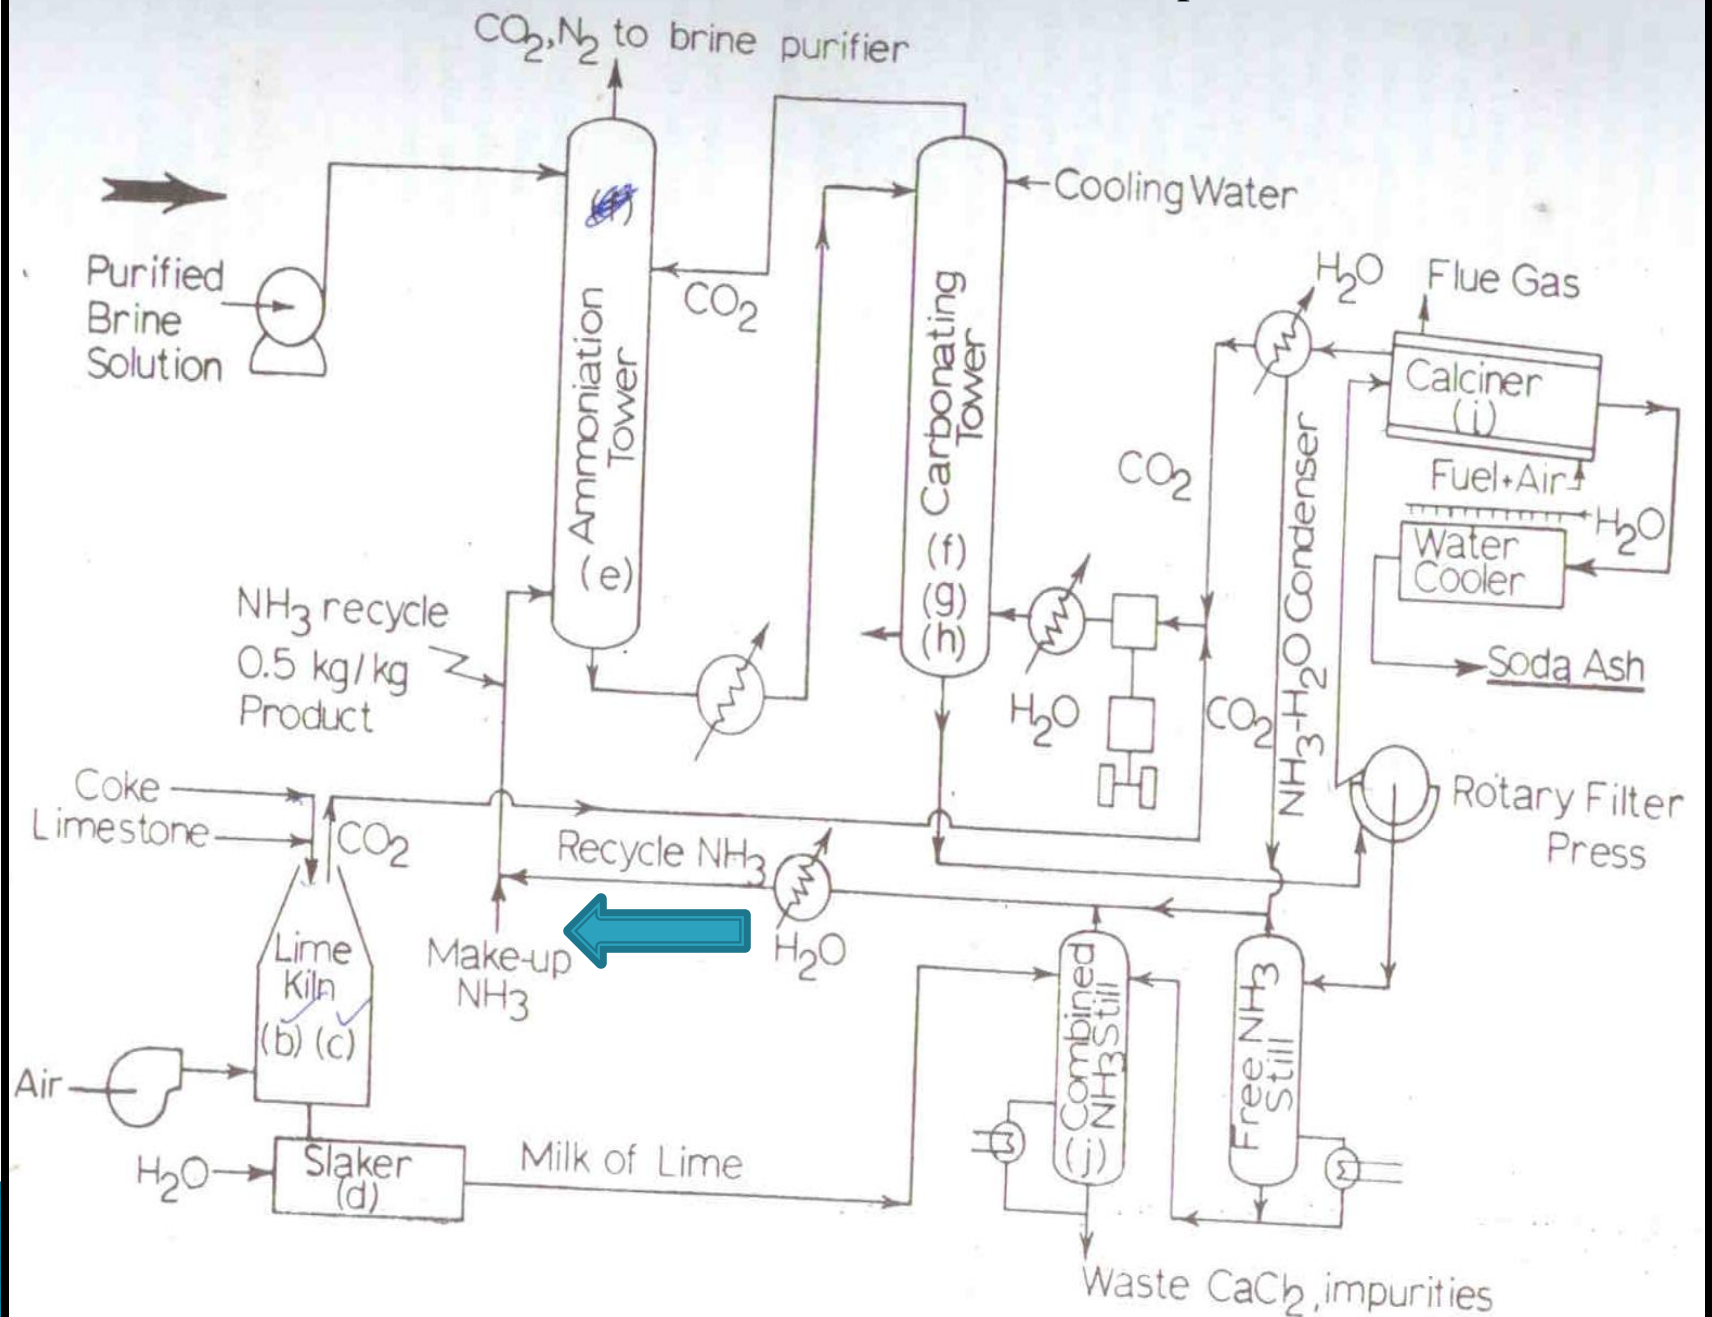 CO2,N2 to brine purifier
Cooling Water
Purified
Brine
Solution
CO2
Ammoniation
Tower
(e)
Carbonating
Tower
(f)
(g)
(h)
H2O
Flue Gas
Calciner
(i)
Fuel+Air
H2O
Water
Cooler
Soda Ash
CO2
NH3-H2O Condenser
NH3 recycle
0.5 kg/kg
Product
H2O
CO2
Coke
Limestone
CO2
Recycle NH3
Rotary Filter
Press
Lime
Kiln
(b) (c)
Make-up
NH3
H2O
Air
(j) Combined
NH3 Still
Free NH3
Still
H2O
Slaker
(d)
Milk of Lime
Waste CaCl2, impurities